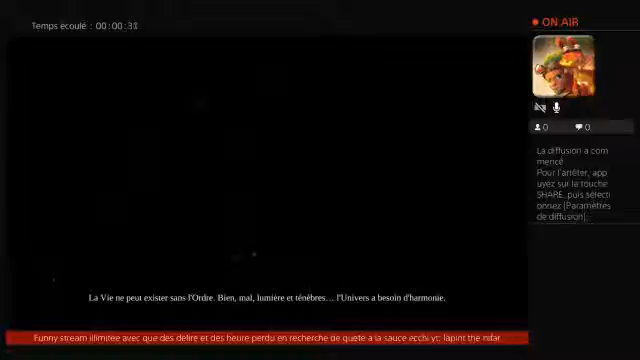 Temps écoulé : 00:00:31
ON AIR
0 0
La diffusion a com
mencé
Pour l'arrêter, app
uyez sur la touche
SHARE, puis sélecti
onnez [Paramètres
de diffusion].
La Vie ne peut exister sans l'Ordre. Bien, mal, lumière et ténèbres... l'Univers a besoin d'harmonie.
Funny stream illimitee avec que des delire et des heure perdu en recherche de quete a la sauce ecchi yt: lapint the